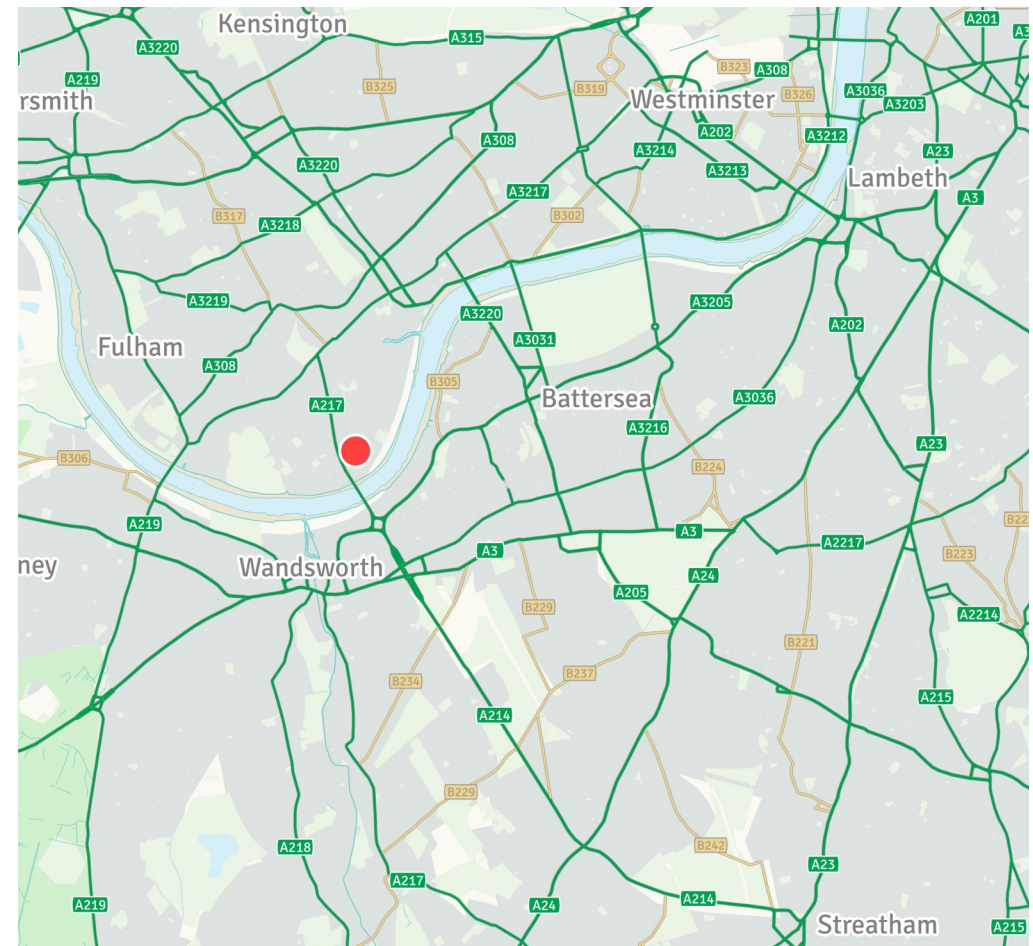 Kensington
A201
A3220
A315
A3
A219
B325
B323
A308
B319
B326
A3036
rsmith
Westminster
A3203
A202
A3212
A308
A3214
A23
A3220
A3213
Lambeth
A3217
A3
B317
B302
A3218
A3219
A3205
A3220
A202
A3031
Fulham
A308
B305
Battersea
A3036
A217
A3216
A23
B306
B224
A219
A3
A2217
B22
A3
B223
ney
Wandsworth
A24
A205
B229
A2214
B221
B237
B234
A215
A214
B229
A218
B242
A23
A217
A219
A24
A214
Streatham
A215